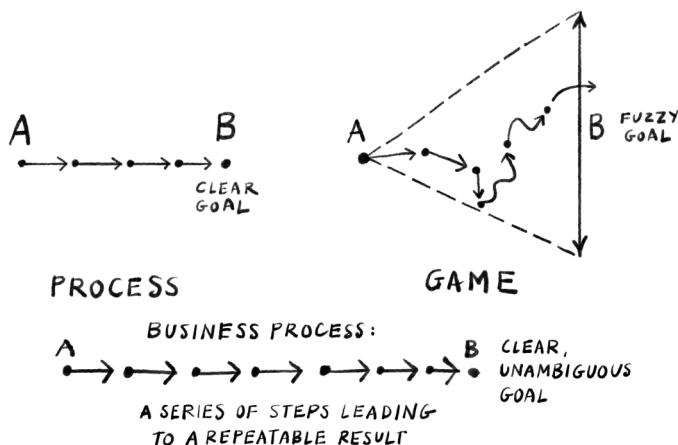 A
B
CLEAR
GOAL
PROCESS
A
B
FUZZY
GOAL
GAME
BUSINESS PROCESS:
A
B
CLEAR,
UNAMBIGUOUS
GOAL
A SERIES OF STEPS LEADING
TO A REPEATABLE RESULT